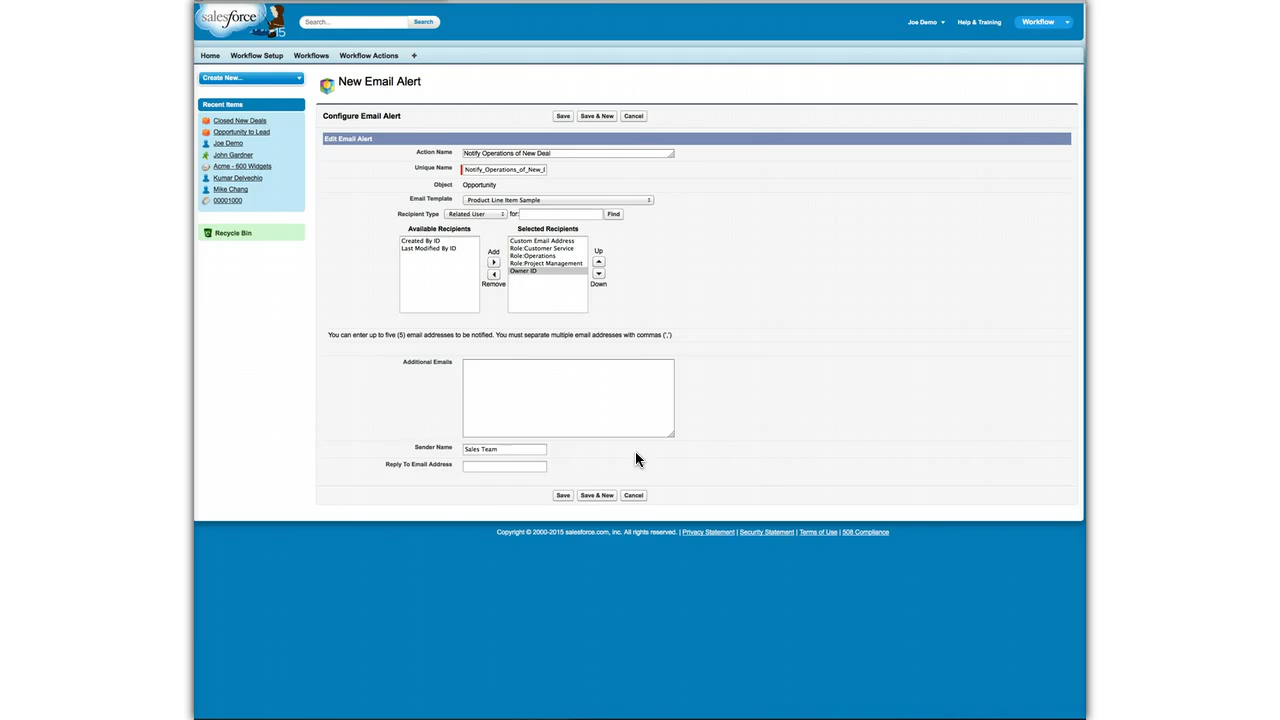 salesforce
15
Search...
Search
Joe Demo
Help & Training
Workflow
Home
Workflow Setup
Workflows
Workflow Actions
+
Create New...
Recent Items
Closed New Deals
Opportunity to Lead
Joe Demo
John Gardner
Acme - 600 Widgets
Kumar Delvechio
Mike Chang
00001000
Recycle Bin
New Email Alert
Configure Email Alert
Save
Save & New
Cancel
Edit Email Alert
Action Name
Notify Operations of New Deal
Unique Name
Notify_Operations_of_New_
Object
Opportunity
Email Template
Product Line Item Sample
Recipient Type
Related User
for:
Find
Available Recipients
Selected Recipients
Created By ID
Last Modified By ID
Add
Remove
Custom Email Address
Role:Customer Service
Role:Operations
Role:Project Management
Owner ID
Up
Down
You can enter up to five (5) email addresses to be notified. You must separate multiple email addresses with commas (',')
Additional Emails
Sender Name
Sales Team
Reply To Email Address
Save
Save & New
Cancel
Copyright © 2000-2015 salesforce.com, inc. All rights reserved. | Privacy Statement | Security Statement | Terms of Use | 508 Compliance